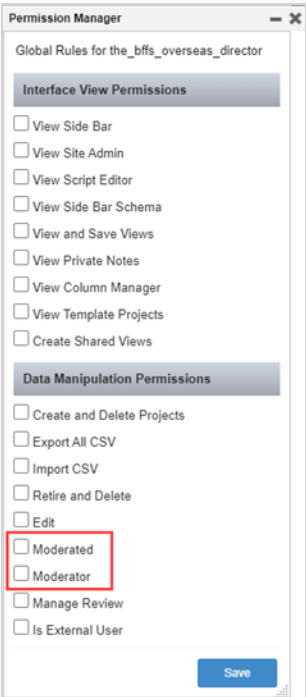 Permission Manager
Global Rules for the_bffs_overseas_director
Interface View Permissions
View Side Bar
View Site Admin
View Script Editor
View Side Bar Schema
View and Save Views
View Private Notes
View Column Manager
View Template Projects
Create Shared Views
Data Manipulation Permissions
Create and Delete Projects
Export All CSV
Import CSV
Retire and Delete
Edit
Moderated
Moderator
Manage Review
Is External User
Save